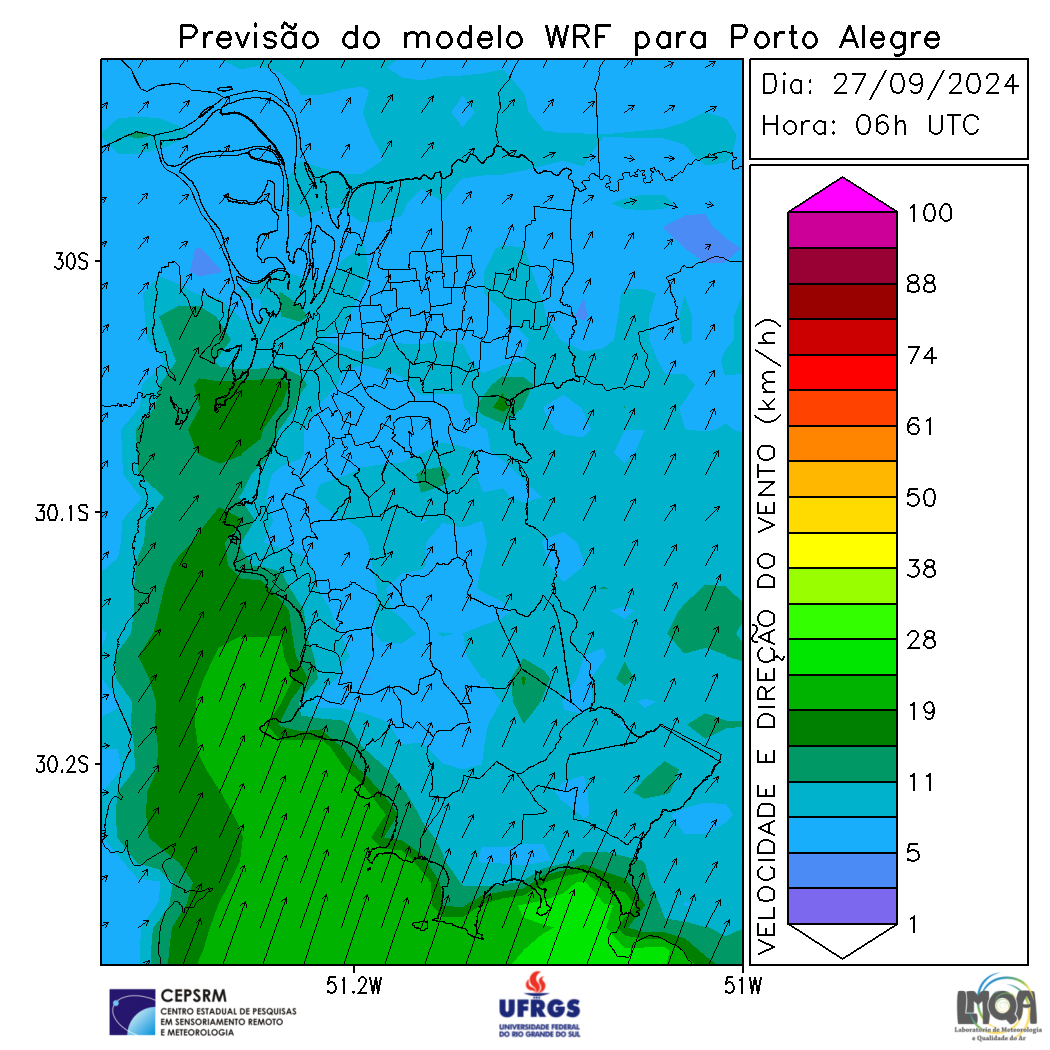 Previsão do modelo WRF para Porto Alegre
Dia: 27/09/2024
Hora: 06h UTC
30S
30.1S
30.2S
51.2W
51W
VELOCIDADE E DIREÇÃO DO VENTO (km/h)
100
88
74
61
50
38
28
19
11
5
1
CEPSRM
CENTRO ESTADUAL DE PESQUISAS
EM SENSORIAMENTO REMOTO
E METEOROLOGIA
UFRGS
UNIVERSIDADE FEDERAL
DO RIO GRANDE DO SUL
LMQA
Laboratório de Meteorologia
e Qualidade do Ar